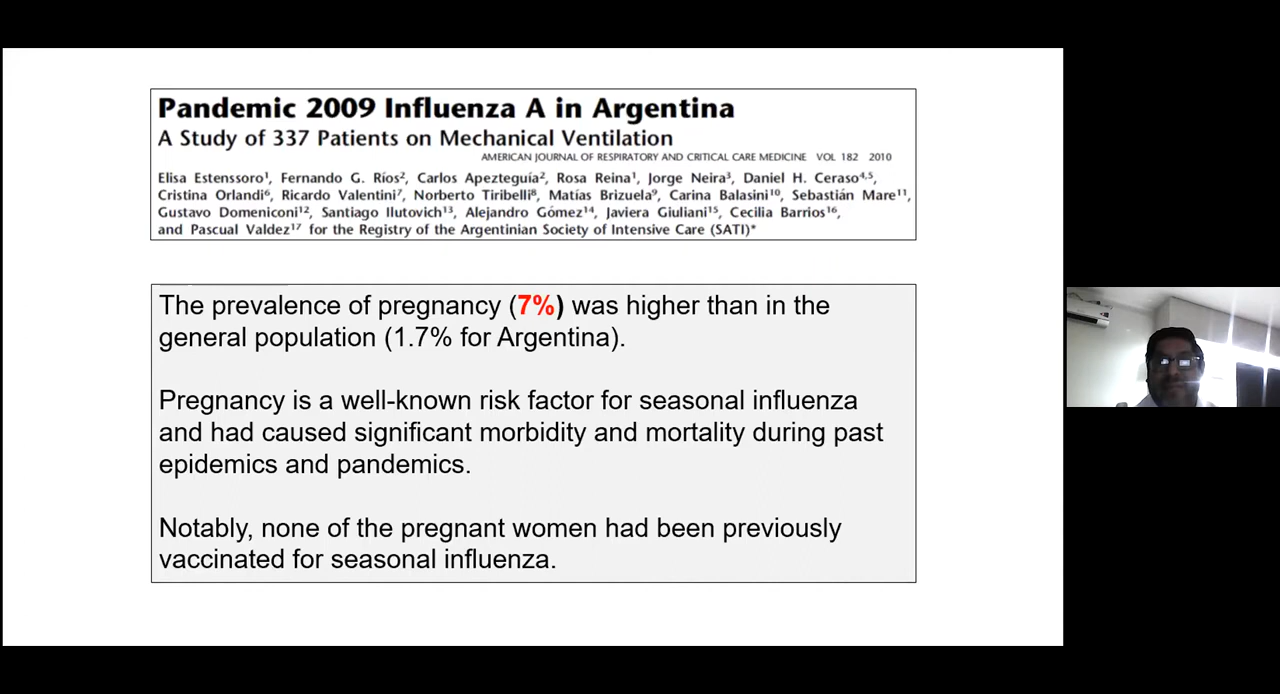 Pandemic 2009 Influenza A in Argentina
A Study of 337 Patients on Mechanical Ventilation
AMERICAN JOURNAL OF RESPIRATORY AND CRITICAL CARE MEDICINE VOL 182 2010
Elisa Estenssoro¹, Fernando G. Ríos², Carlos Apezteguía², Rosa Reina¹, Jorge Neira³, Daniel H. Ceraso⁴,⁵,
Cristina Orlandi⁶, Ricardo Valentini⁷, Norberto Tiribelli⁸, Matías Brizuela⁹, Carina Balasini¹⁰, Sebastián Mare¹¹,
Gustavo Domeniconi¹², Santiago Ilutovich¹³, Alejandro Gómez¹⁴, Javiera Giuliani¹⁵, Cecilia Barrios¹⁶,
and Pascual Valdez¹⁷ for the Registry of the Argentinian Society of Intensive Care (SATI)*
The prevalence of pregnancy (7%) was higher than in the
general population (1.7% for Argentina).
Pregnancy is a well-known risk factor for seasonal influenza
and had caused significant morbidity and mortality during past
epidemics and pandemics.
Notably, none of the pregnant women had been previously
vaccinated for seasonal influenza.